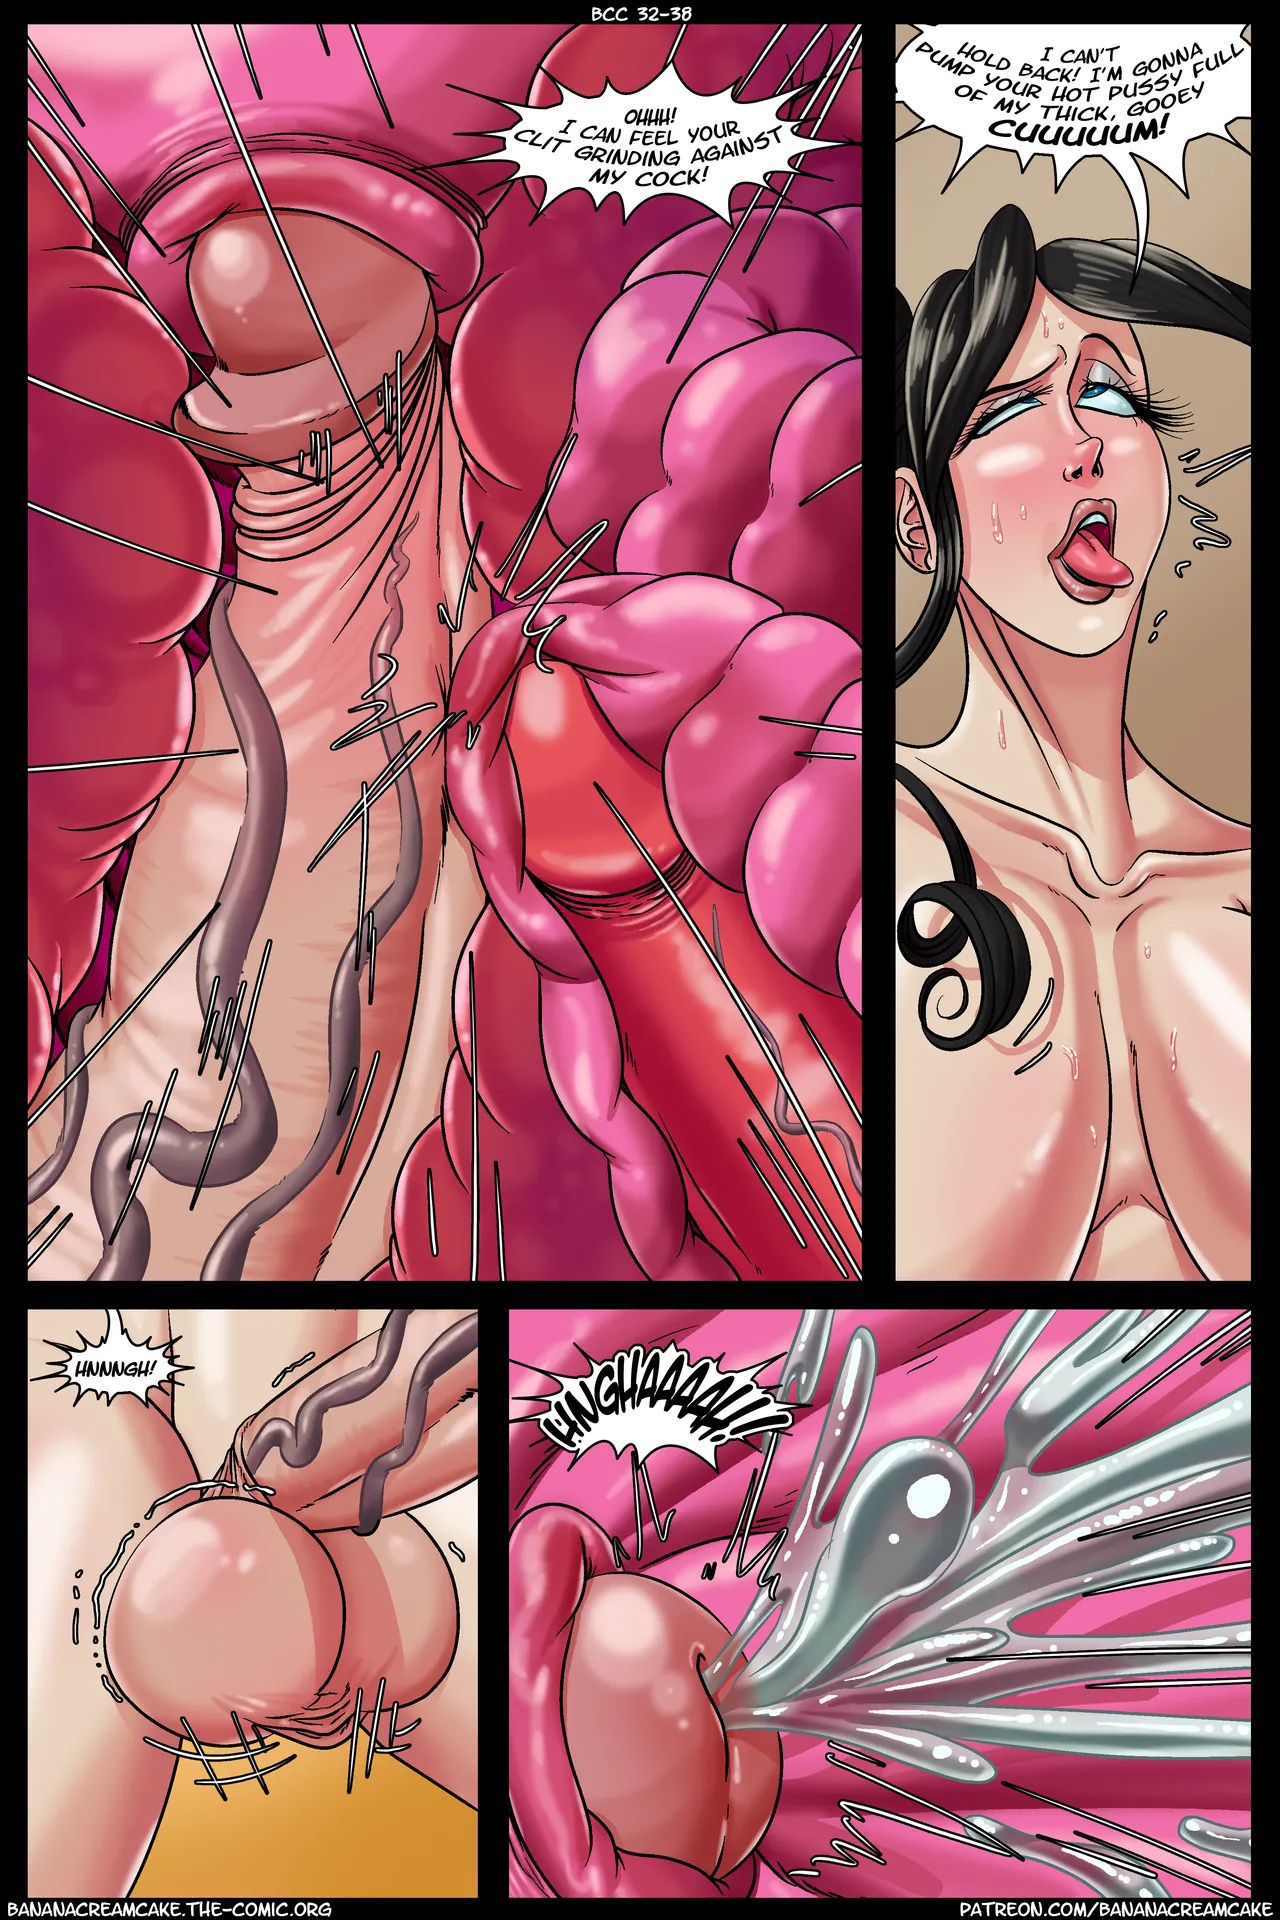 BCC 32-38
OHHH!
I CAN FEEL YOUR
CLIT GRINDING AGAINST
MY COCK!
I CAN'T
HOLD BACK! I'M GONNA
PUMP YOUR HOT PUSSY FULL
OF MY THICK, GOOEY
CUUUUUM!
HNNNGH!
HNGHAAAAH!!
BANANACREAMCAKE.THE-COMIC.ORG
PATREON.COM/BANANACREAMCAKE